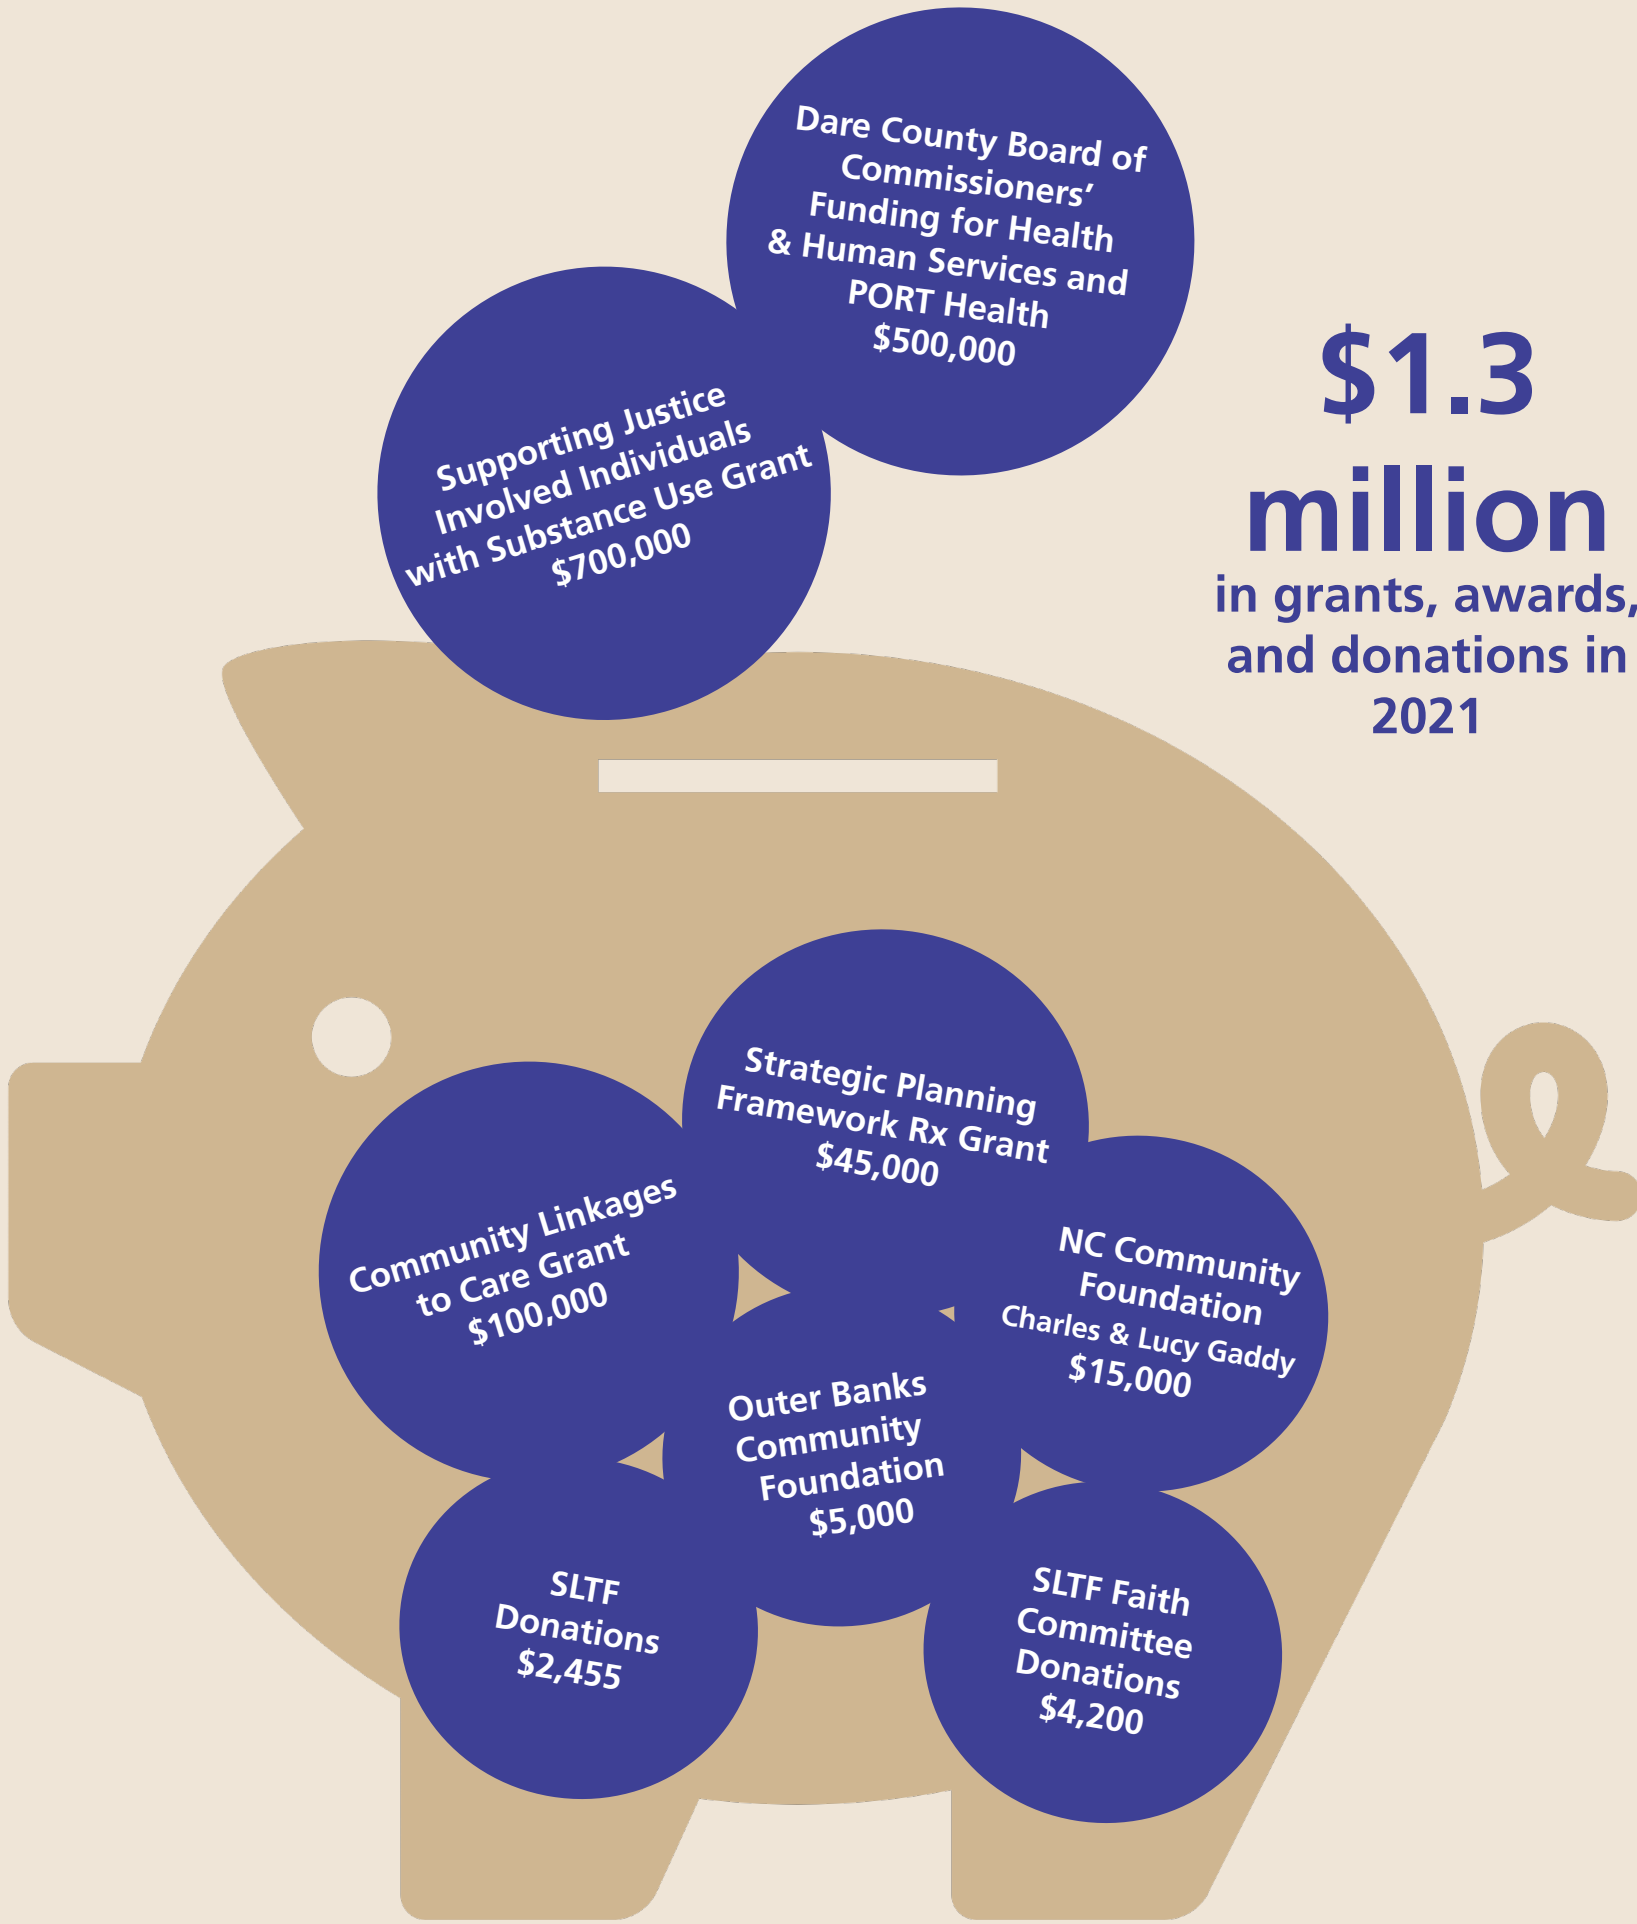 Dare County Board of
Commissioners’
Funding for Health
& Human Services and
PORT Health
$500,000
Supporting Justice
Involved Individuals
with Substance Use Grant
$700,000
$1.3
million
in grants, awards,
and donations in
2021
Strategic Planning
Framework Rx Grant
$45,000
Community Linkages
to Care Grant
$100,000
NC Community
Foundation
Charles & Lucy Gaddy
$15,000
Outer Banks
Community
Foundation
$5,000
SLTF
Donations
$2,455
SLTF Faith
Committee
Donations
$4,200